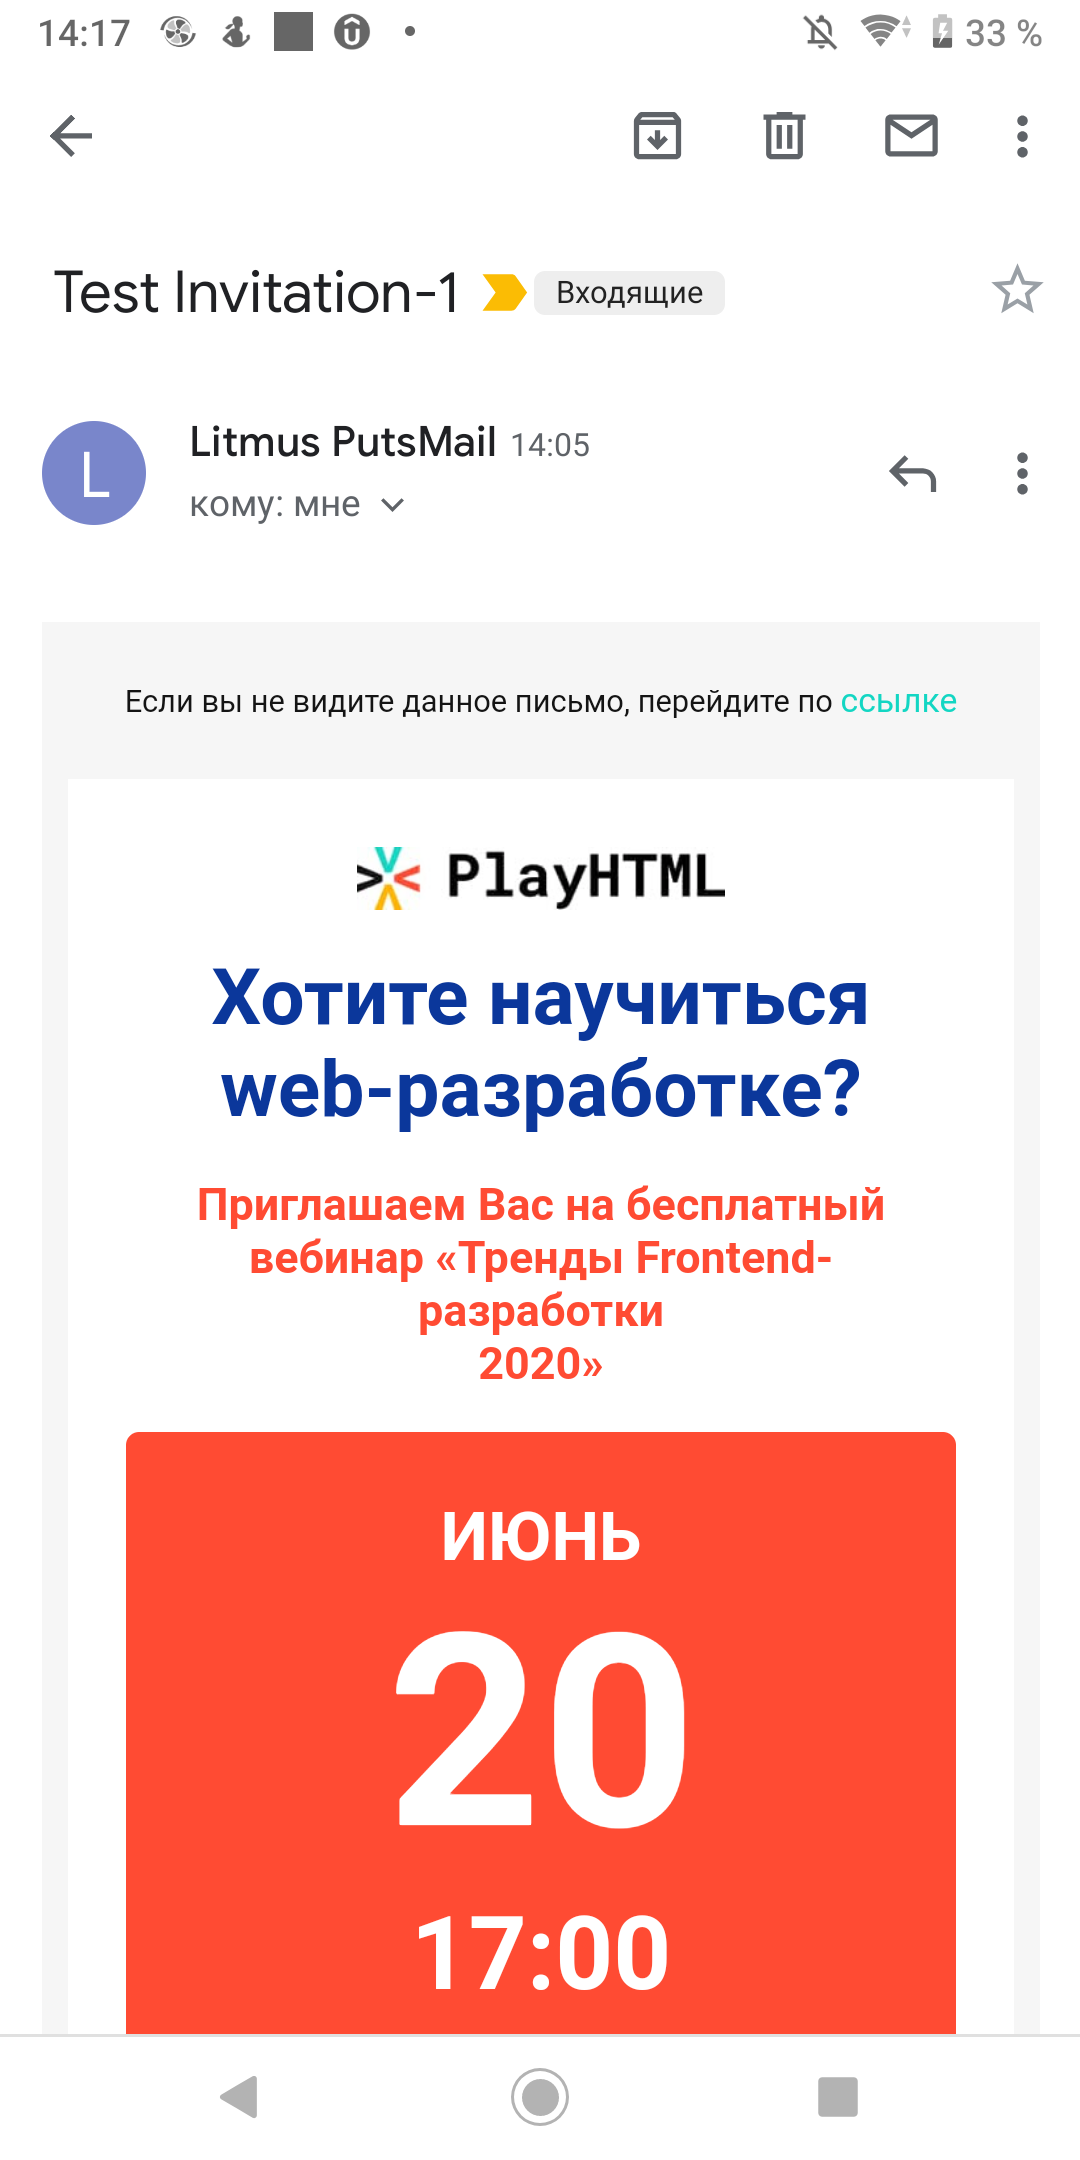 14:17
33 %
Test Invitation-1 Входящие
L
Litmus PutsMail 14:05
кому: мне
Если вы не видите данное письмо, перейдите по ссылке
PlayHTML
Хотите научиться
web-разработке?
Приглашаем Вас на бесплатный
вебинар «Тренды Frontend-
разработки
2020»
ИЮНЬ
20
17:00